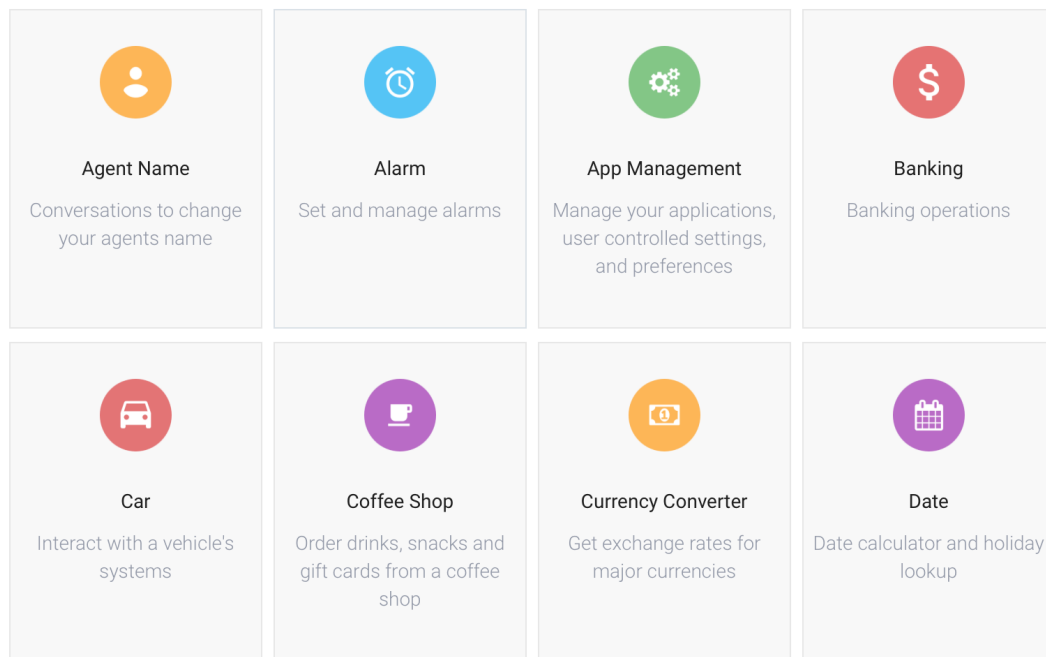 Agent Name
Conversations to change
your agents name
Alarm
Set and manage alarms
App Management
Manage your applications,
user controlled settings,
and preferences
Banking
Banking operations
Car
Interact with a vehicle's
systems
Coffee Shop
Order drinks, snacks and
gift cards from a coffee
shop
Currency Converter
Get exchange rates for
major currencies
Date
Date calculator and holiday
lookup